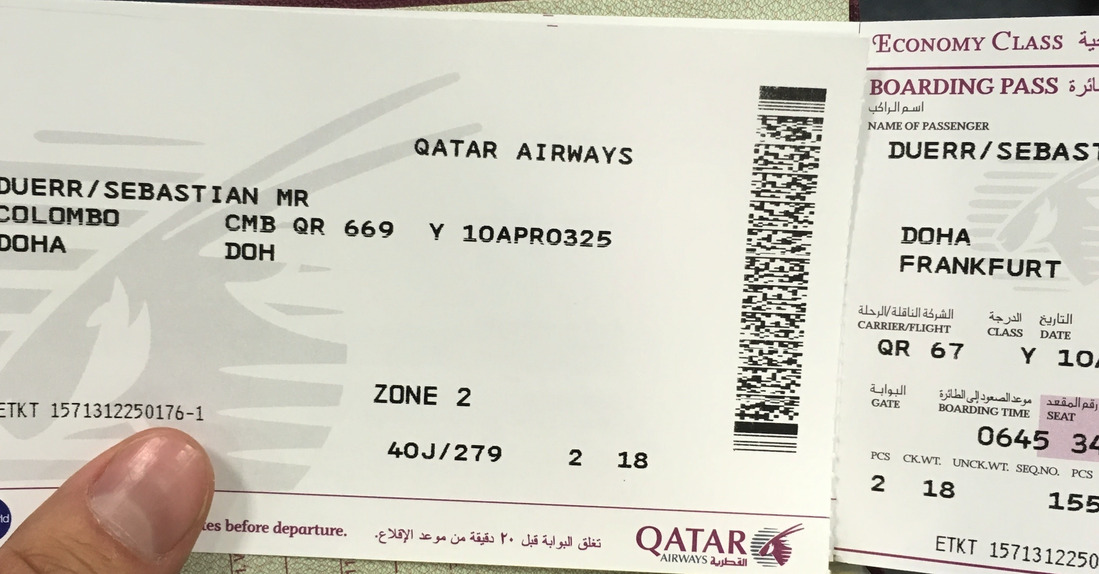 QATAR AIRWAYS
DUERR/SEBASTIAN MR
COLOMBO CMB QR 669 Y 10APR0325
DOHA DOH
ZONE 2
ETKT 1571312250176-1
40J/279 2 18
before departure.
تغلق البوابة قبل ٢٠ دقيقة من موعد الإقلاع.
QATAR
AIRWAYS القطرية
ECONOMY CLASS
BOARDING PASS
اسم الراكب
NAME OF PASSENGER
DUERR/SEBAST
DOHA
FRANKFURT
الشركة الناقلة/الرحلة الدرجة التاريخ
CARRIER/FLIGHT CLASS DATE
QR 67 Y 10
البوابة موعد الصعود إلى الطائرة رقم المقعد
GATE BOARDING TIME SEAT
0645 34
PCS CK.WT. UNCK.WT. SEQ.NO. PCS
2 18 155
ETKT 1571312250